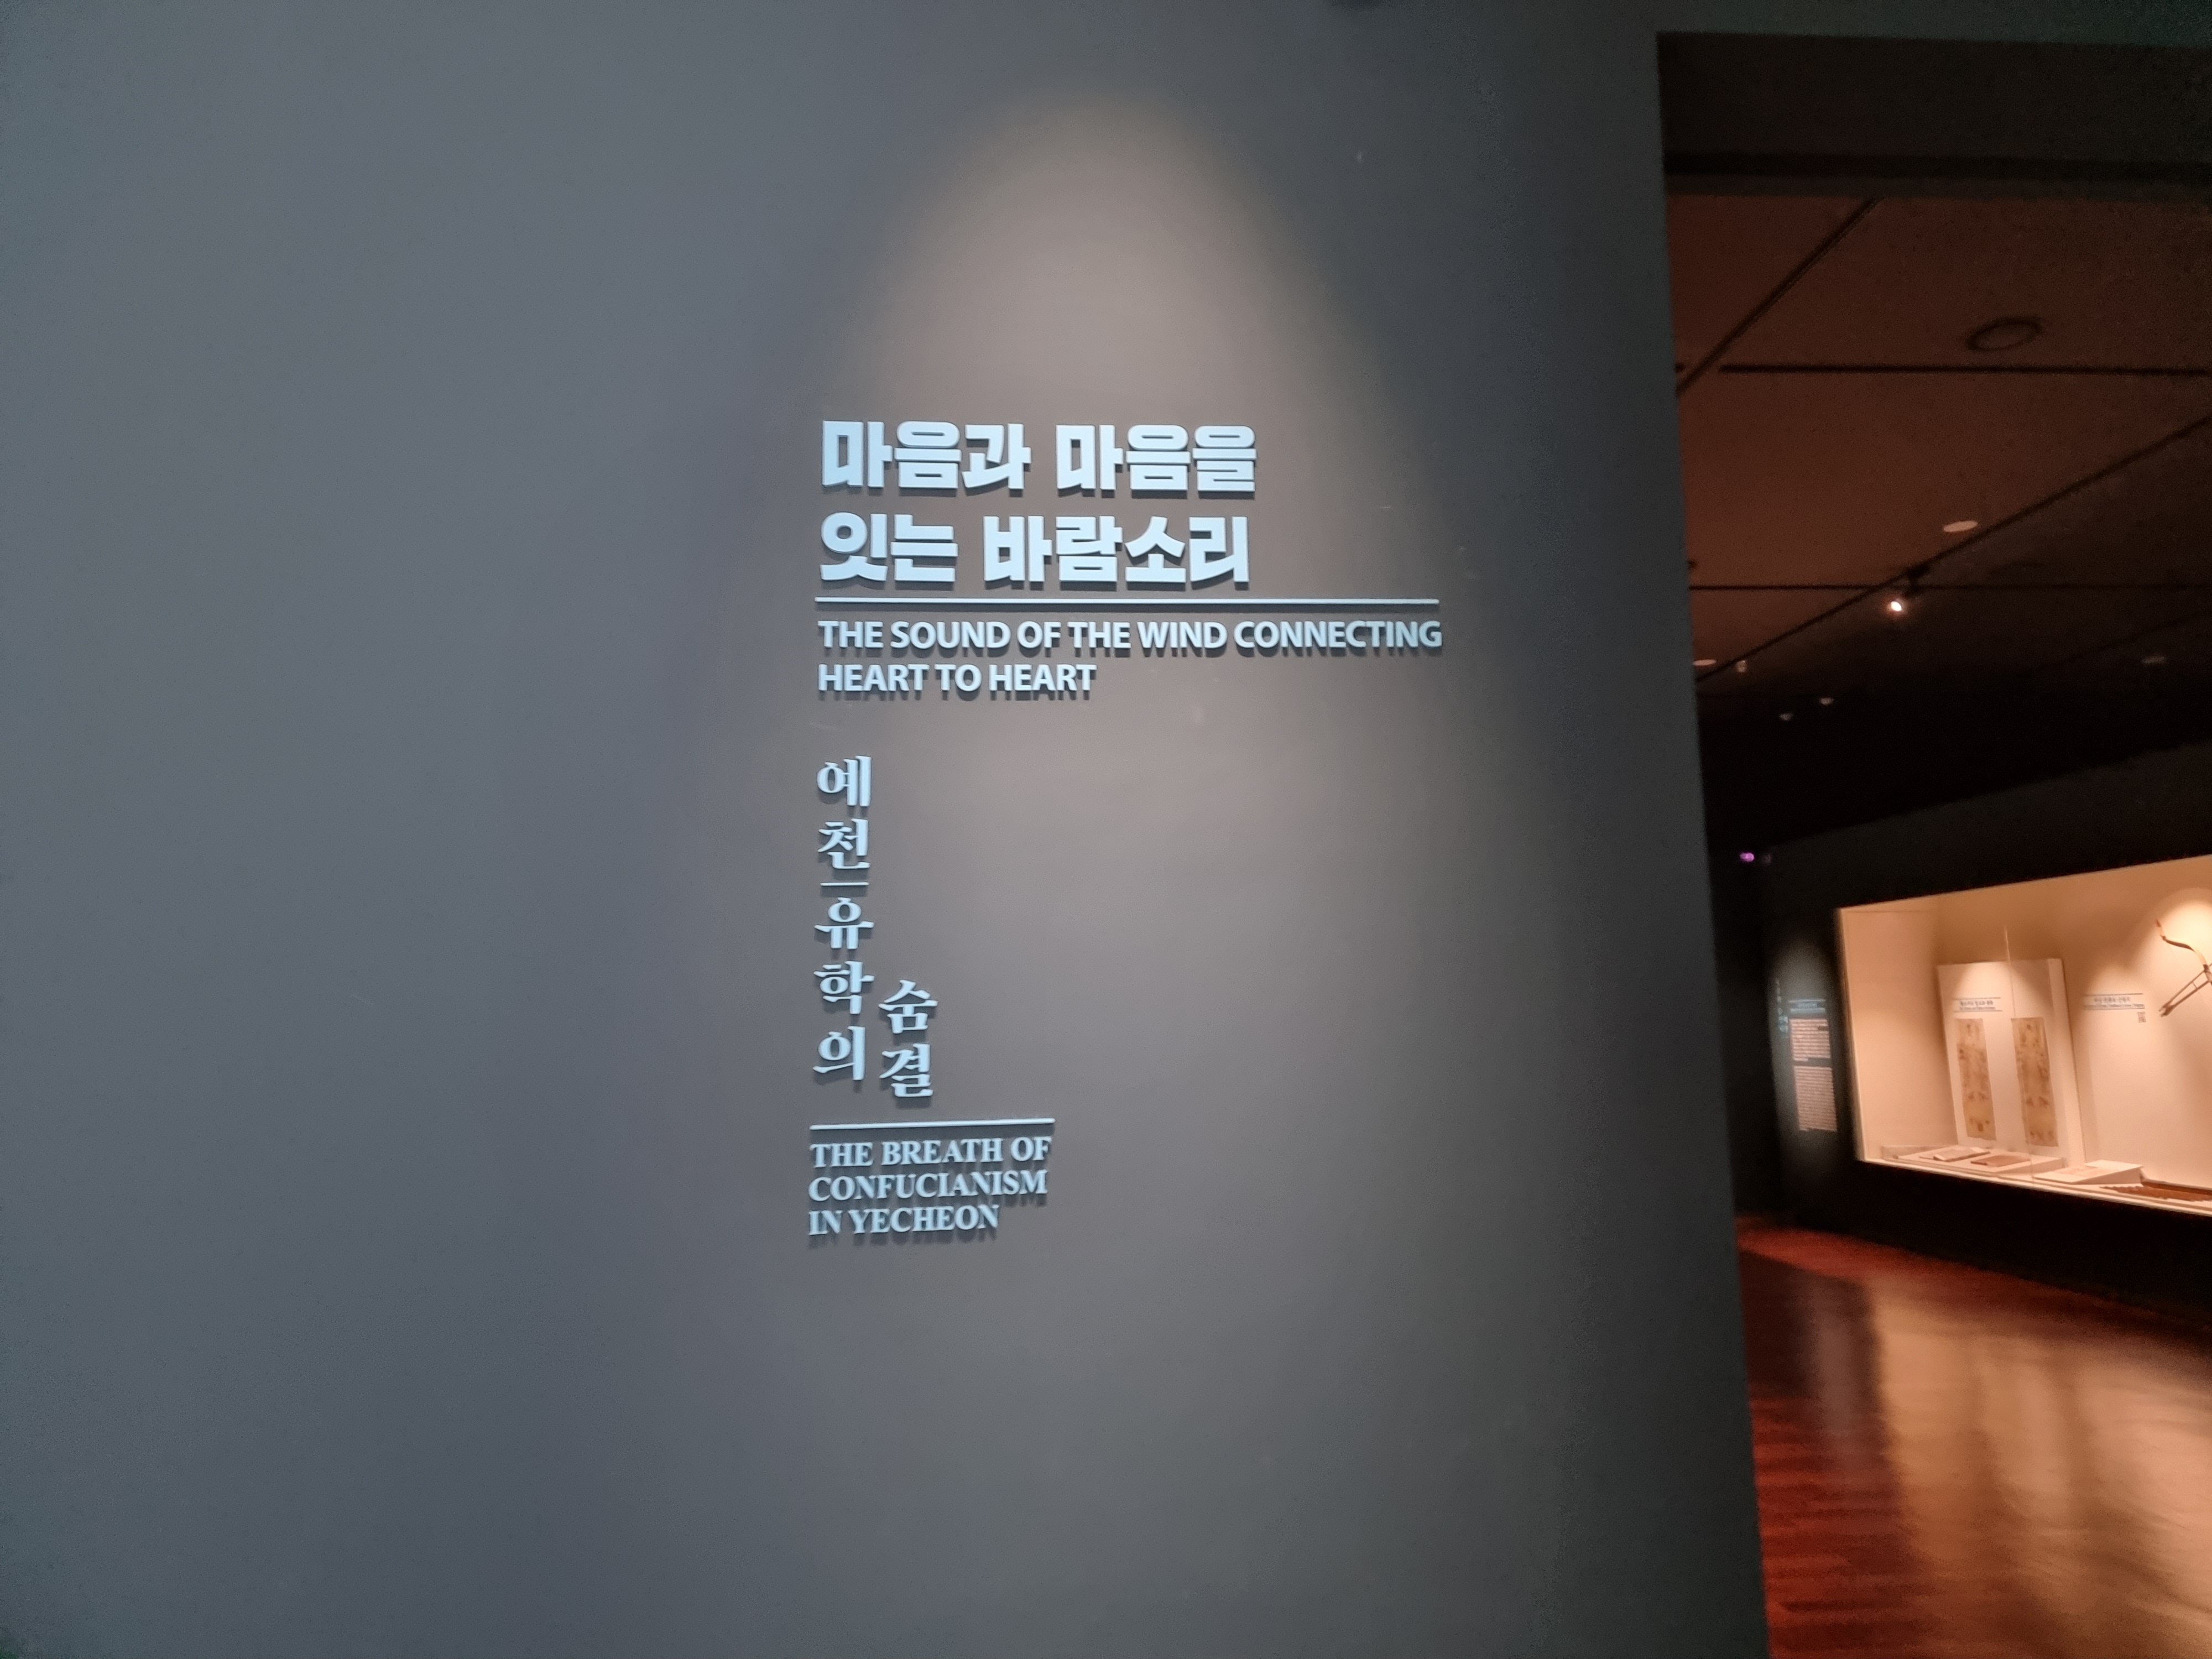 마음과 마음을
잇는 바람소리
THE SOUND OF THE WIND CONNECTING
HEART TO HEART
예천
유학의
숨결
THE BREATH OF
CONFUCIANISM
IN YECHEON